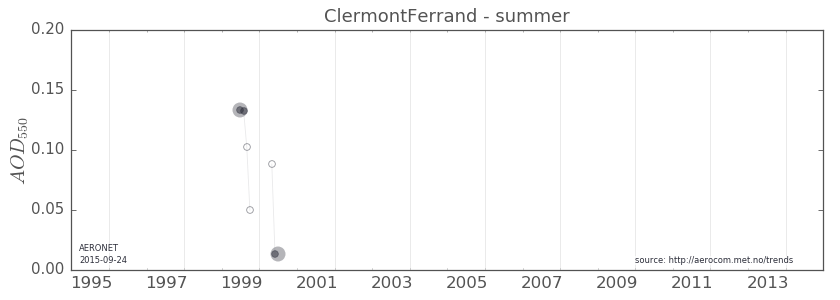 ClermontFerrand - summer
0.20
0.15
0.10
0.05
0.00
AOD550
AERONET
2015-09-24
source: http://aerocom.met.no/trends
1995 1997 1999 2001 2003 2005 2007 2009 2011 2013